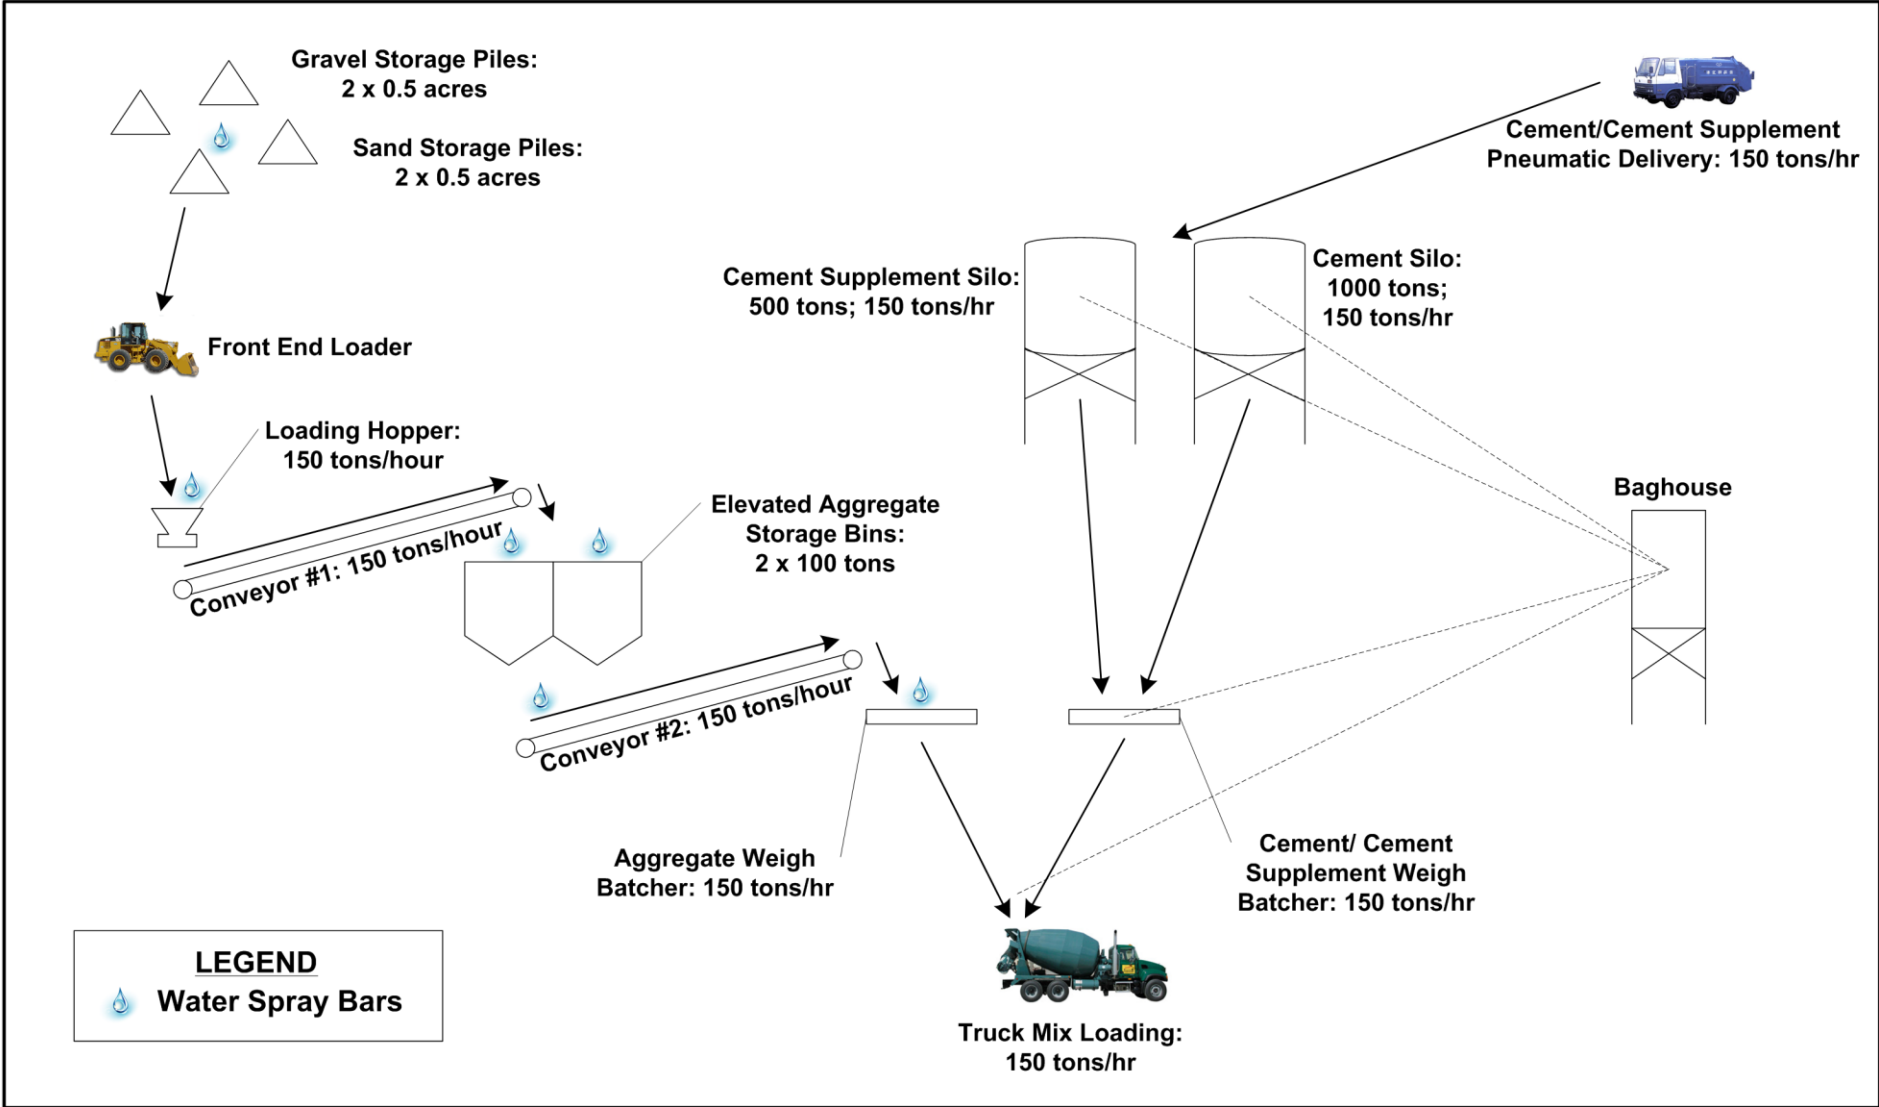 Gravel Storage Piles:
2 x 0.5 acres
Sand Storage Piles:
2 x 0.5 acres
Cement/Cement Supplement
Pneumatic Delivery: 150 tons/hr
Cement Supplement Silo:
500 tons; 150 tons/hr
Cement Silo:
1000 tons;
150 tons/hr
Front End Loader
Loading Hopper:
150 tons/hour
Conveyor #1: 150 tons/hour
Elevated Aggregate
Storage Bins:
2 x 100 tons
Baghouse
Conveyor #2: 150 tons/hour
Aggregate Weigh
Batcher: 150 tons/hr
Cement/ Cement
Supplement Weigh
Batcher: 150 tons/hr
LEGEND
Water Spray Bars
Truck Mix Loading:
150 tons/hr